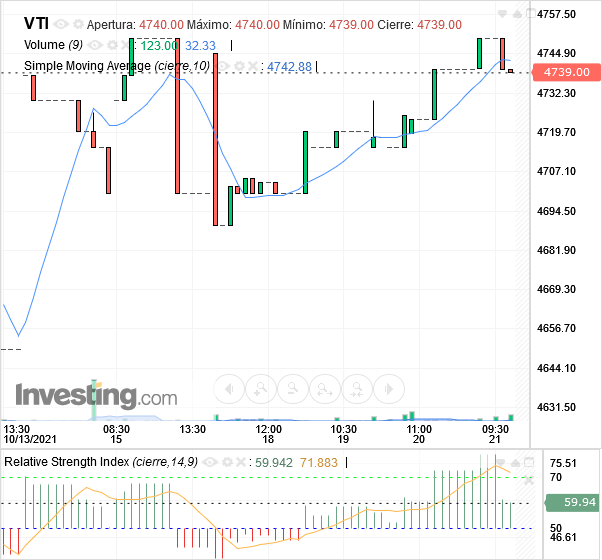 VTI Apertura: 4740.00 Máximo: 4740.00 Mínimo: 4739.00 Cierre: 4739.00
Volume (9) : 123.00 32.33
Simple Moving Average (cierre,10) : 4742.88
4757.50
4744.90
4739.00
4732.30
4719.70
4707.10
4694.50
4681.90
4669.30
4656.70
4644.10
4631.50
Investing.com
13:30 08:30 13:30 12:00 10:30 11:00 09:30
10/13/2021 15 18 19 20 21
Relative Strength Index (cierre,14,9) : 59.942 71.883
75.51
70
59.94
50 50
46.61